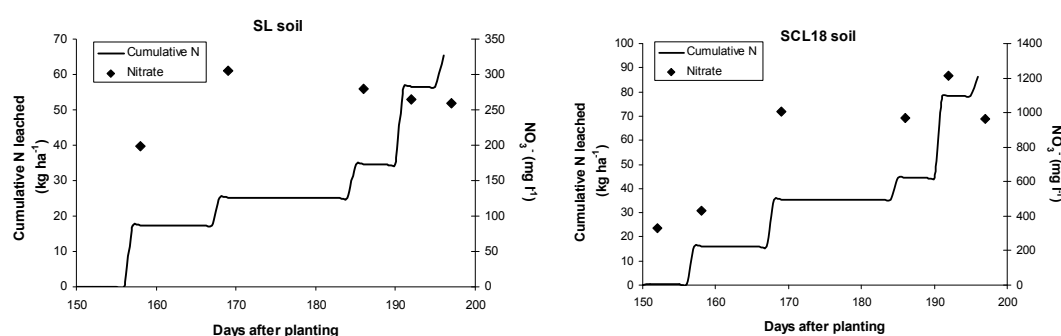 SL soil
Cumulative N
Nitrate
70
60
50
40
30
20
10
0
350
300
250
200
150
100
50
0
150 160 170 180 190 200
Cumulative N leached
(kg ha⁻¹)
NO₃⁻ (mg l⁻¹)
Days after planting
SCL18 soil
Cumulative N
Nitrate
100
90
80
70
60
50
40
30
20
10
0
1400
1200
1000
800
600
400
200
0
150 160 170 180 190 200
Cumulative N leached
(kg ha⁻¹)
NO₃⁻ (mg l⁻¹)
Days after planting